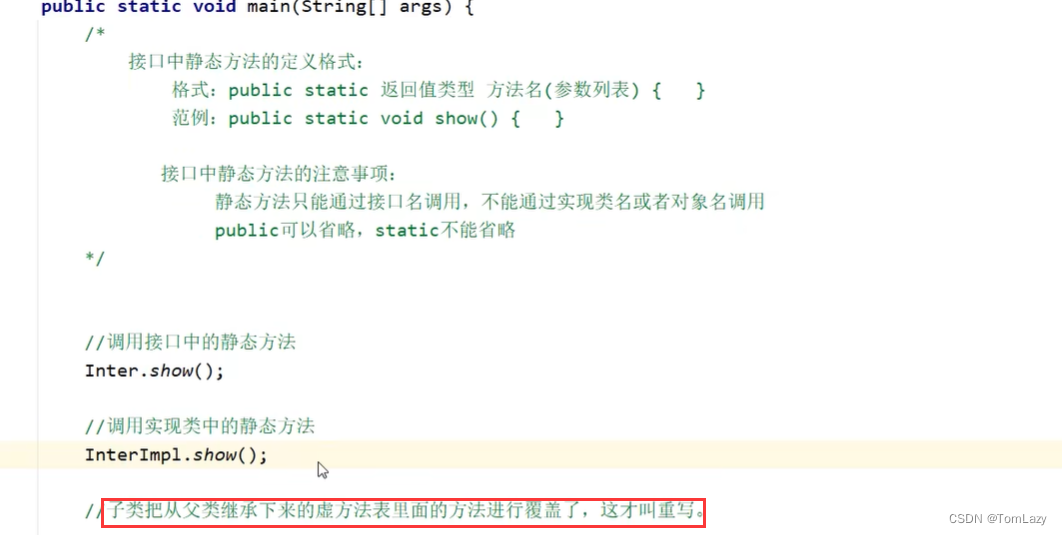 public static void main(String[] args) {
/*
接口中静态方法的定义格式:
格式: public static 返回值类型 方法名(参数列表) {   }
范例: public static void show() {   }
接口中静态方法的注意事项:
静态方法只能通过接口名调用，不能通过实现类名或者对象名调用
public可以省略，static不能省略
*/
//调用接口中的静态方法
Inter.show();
//调用实现类中的静态方法
InterImpl.show();
//子类把从父类继承下来的虚方法表里面的方法进行覆盖了，这才叫重写。
CSDN @TomLazy